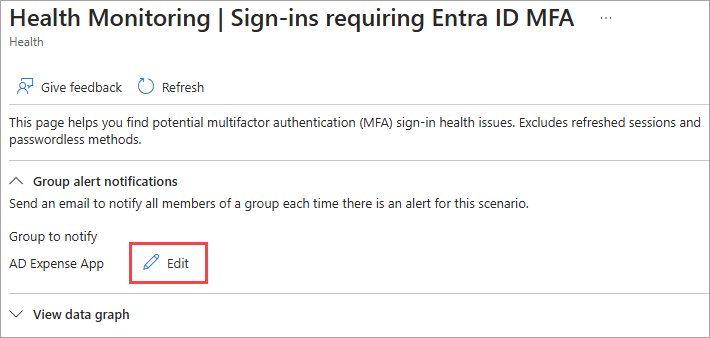 Health Monitoring | Sign-ins requiring Entra ID MFA ...
Health
Give feedback Refresh
This page helps you find potential multifactor authentication (MFA) sign-in health issues. Excludes refreshed sessions and
passwordless methods.
Group alert notifications
Send an email to notify all members of a group each time there is an alert for this scenario.
Group to notify
AD Expense App Edit
View data graph